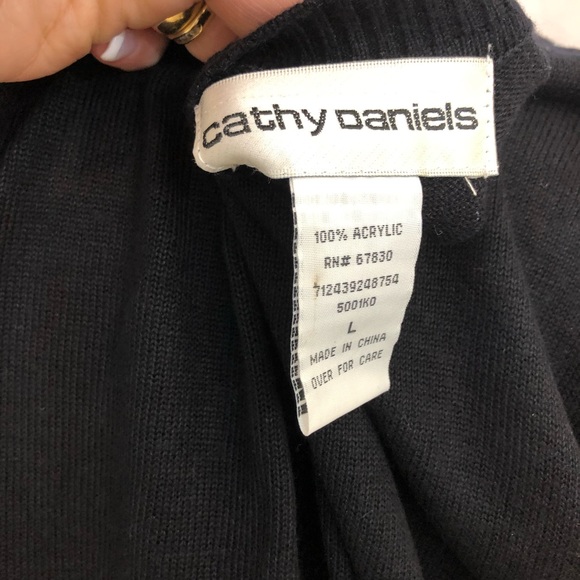 cathy Daniels
100% ACRYLIC
RN# 67830
712439248754
5001KO
L
MADE IN CHINA
OVER FOR CARE